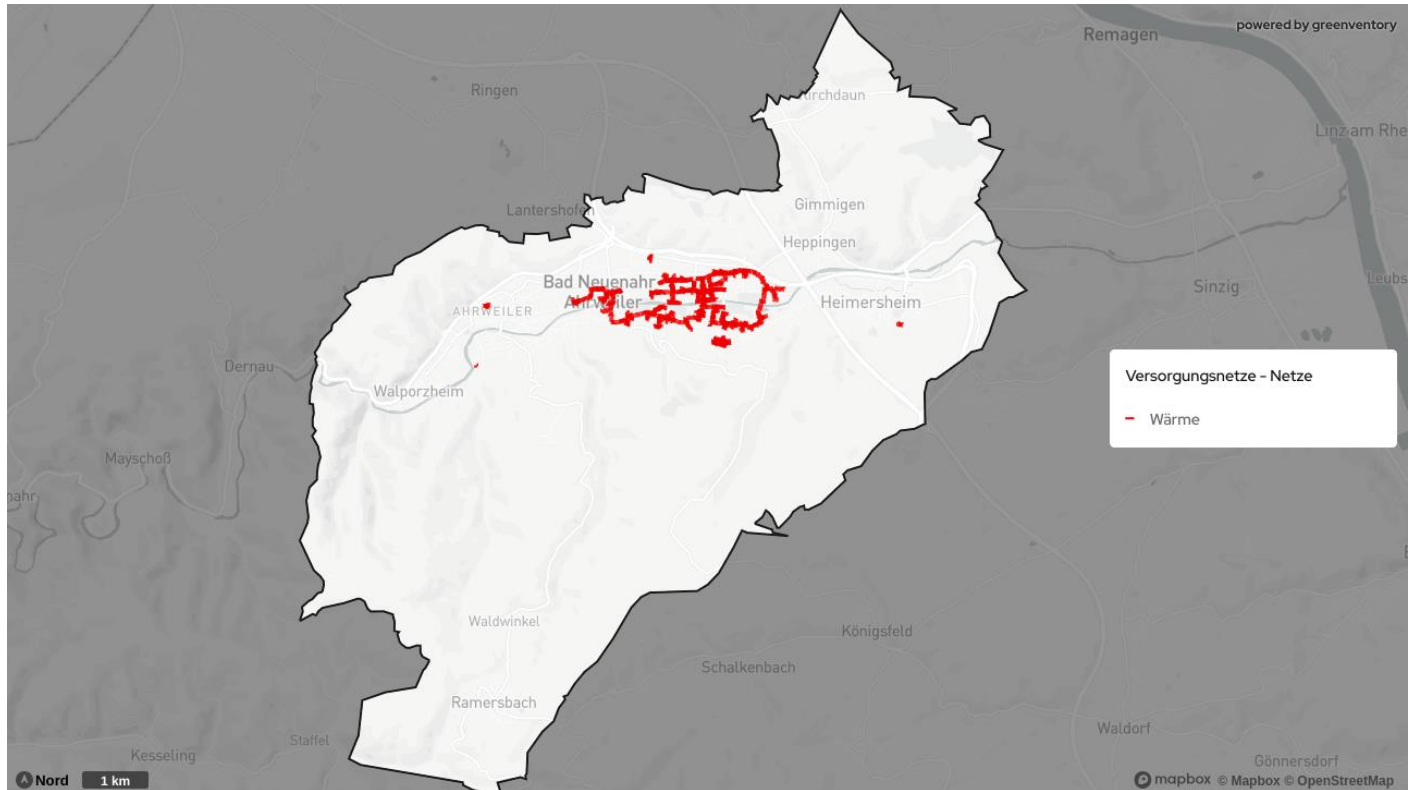 powered by greenventory
Remagen
Ringen
Linz am Rhe
Gimmigen
Lantershofen
Heppingen
Bad Neuenahr-
Ahrweiler
Leubs
Sinzig
Heimersheim
AHRWEILER
Dernau
Versorgungsnetze - Netze
Walporzheim
Wärme
Mayschoß
Waldwinkel
Königsfeld
Schalkenbach
Ramersbach
Waldorf
Staffel
Kesseling
Gönnersdorf
Nord 1 km
mapbox © Mapbox © OpenStreetMap